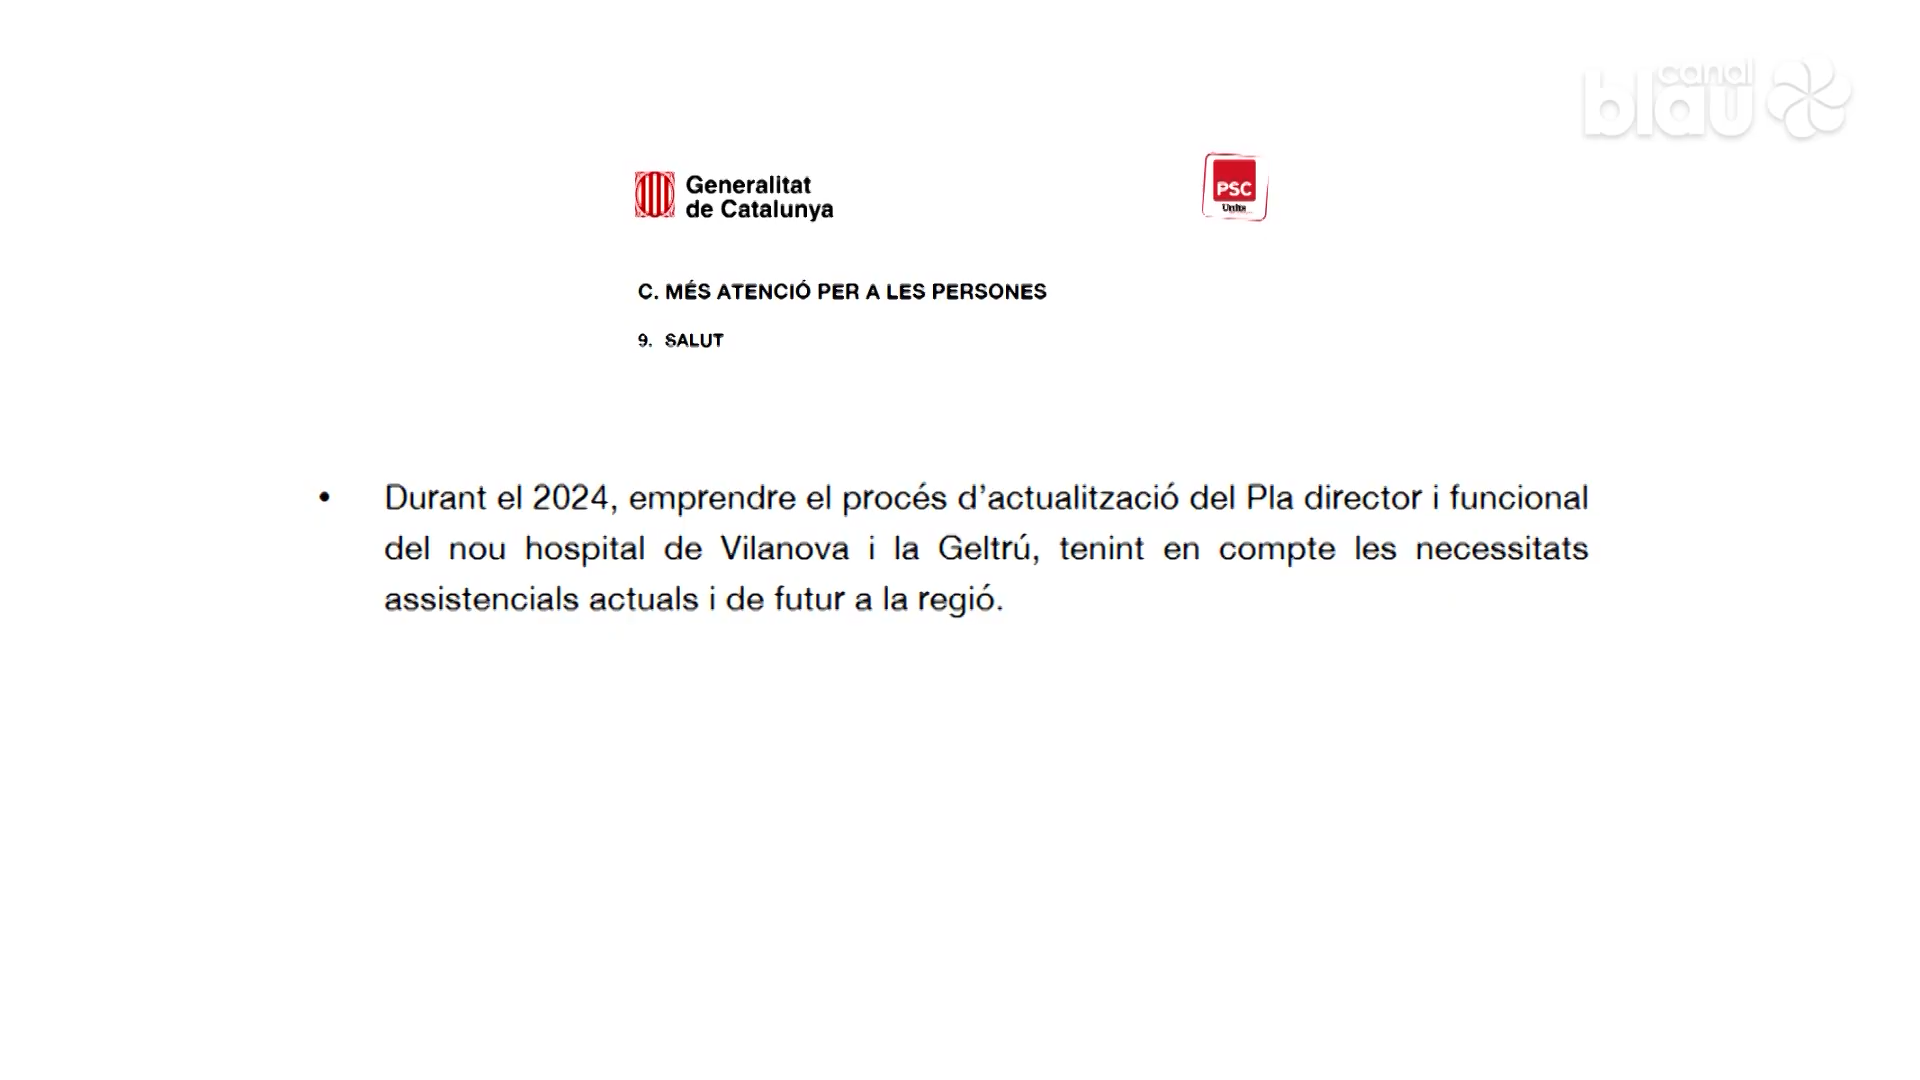 canal
blau
Generalitat
de Catalunya
PSC
Units
C. MÉS ATENCIÓ PER A LES PERSONES
9. SALUT
• Durant el 2024, emprendre el procés d’actualització del Pla director i funcional
del nou hospital de Vilanova i la Geltrú, tenint en compte les necessitats
assistencials actuals i de futur a la regió.